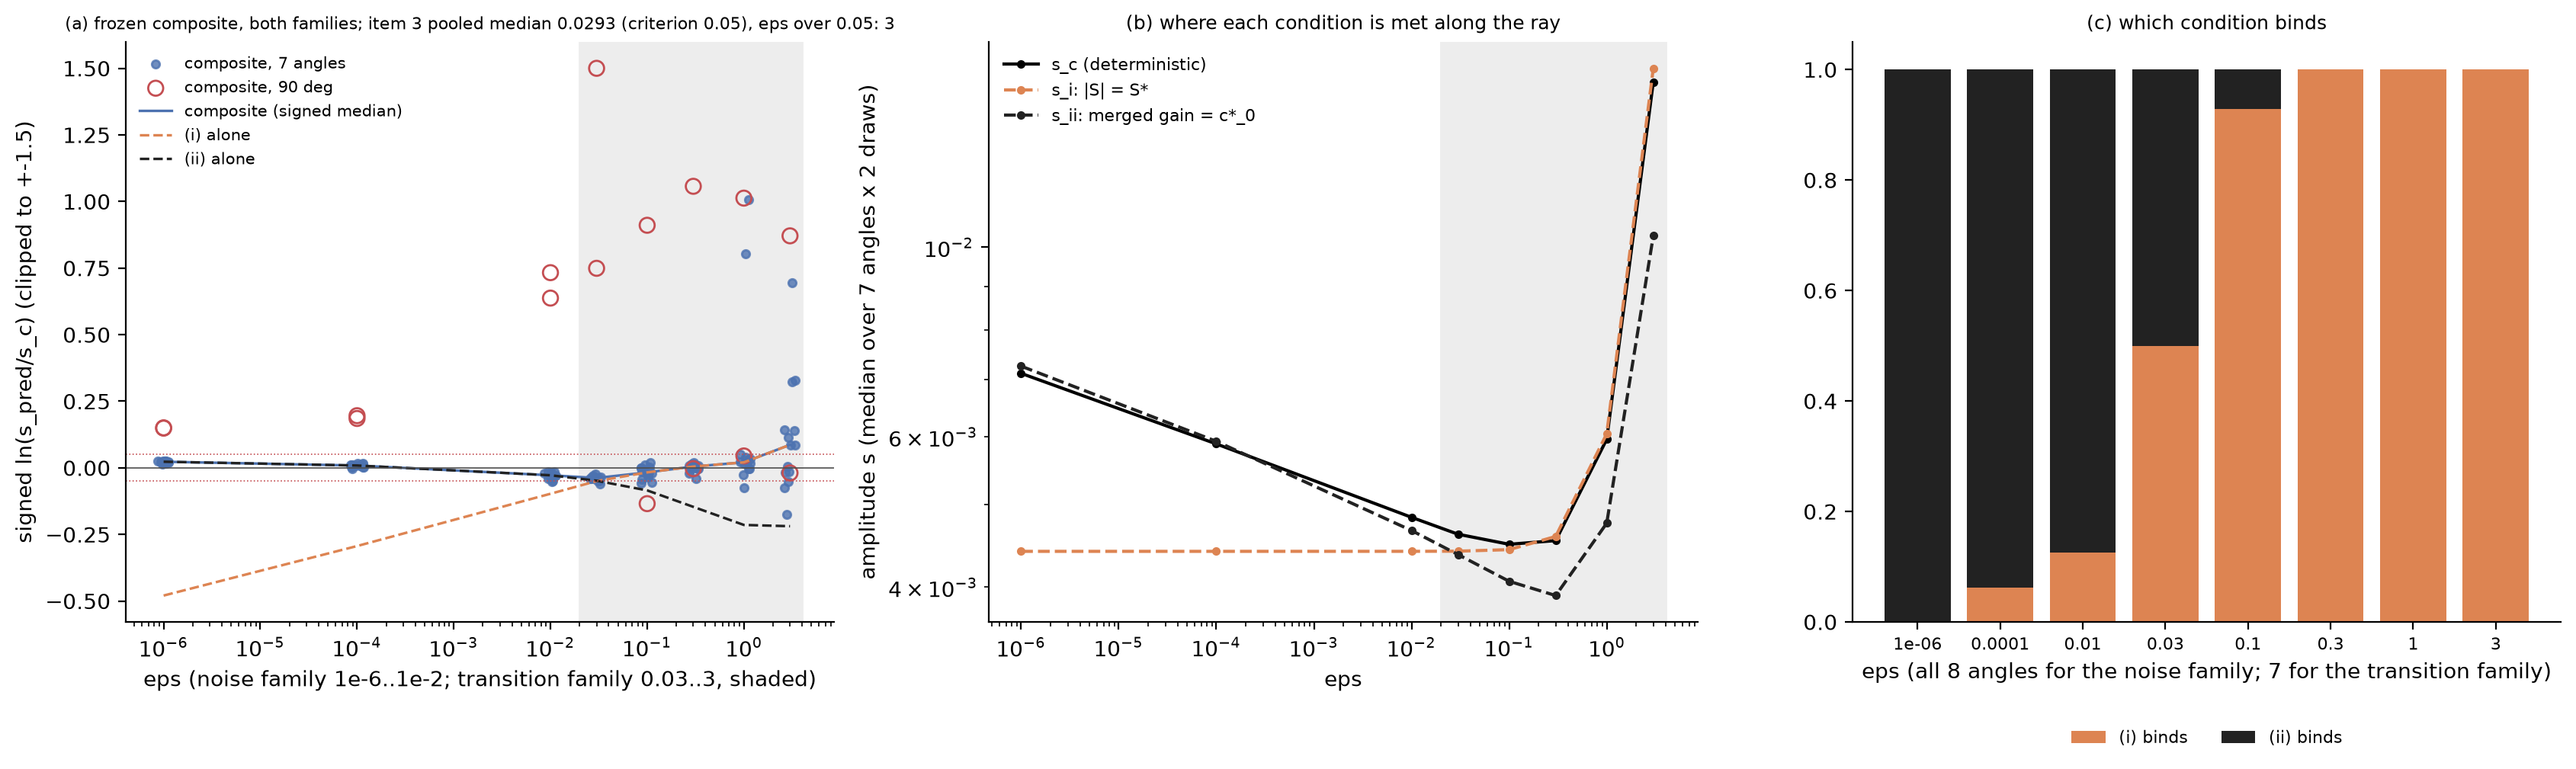 (a) frozen composite, both families; item 3 pooled median 0.0293 (criterion 0.05), eps over 0.05: 3
signed ln(s_pred/s_c) (clipped to +-1.5)
1.50
1.25
1.00
0.75
0.50
0.25
0.00
−0.25
−0.50
composite, 7 angles
composite, 90 deg
composite (signed median)
(i) alone
(ii) alone
10⁻⁶
10⁻⁵
10⁻⁴
10⁻³
10⁻²
10⁻¹
10⁰
eps (noise family 1e-6..1e-2; transition family 0.03..3, shaded)
(b) where each condition is met along the ray
amplitude s (median over 7 angles x 2 draws)
10⁻²
6 × 10⁻³
4 × 10⁻³
s_c (deterministic)
s_i: |S| = S*
s_ii: merged gain = c*_0
10⁻⁶
10⁻⁵
10⁻⁴
10⁻³
10⁻²
10⁻¹
10⁰
eps
(c) which condition binds
1.0
0.8
0.6
0.4
0.2
0.0
1e-06
0.0001
0.01
0.03
0.1
0.3
1
3
eps (all 8 angles for the noise family; 7 for the transition family)
(i) binds
(ii) binds